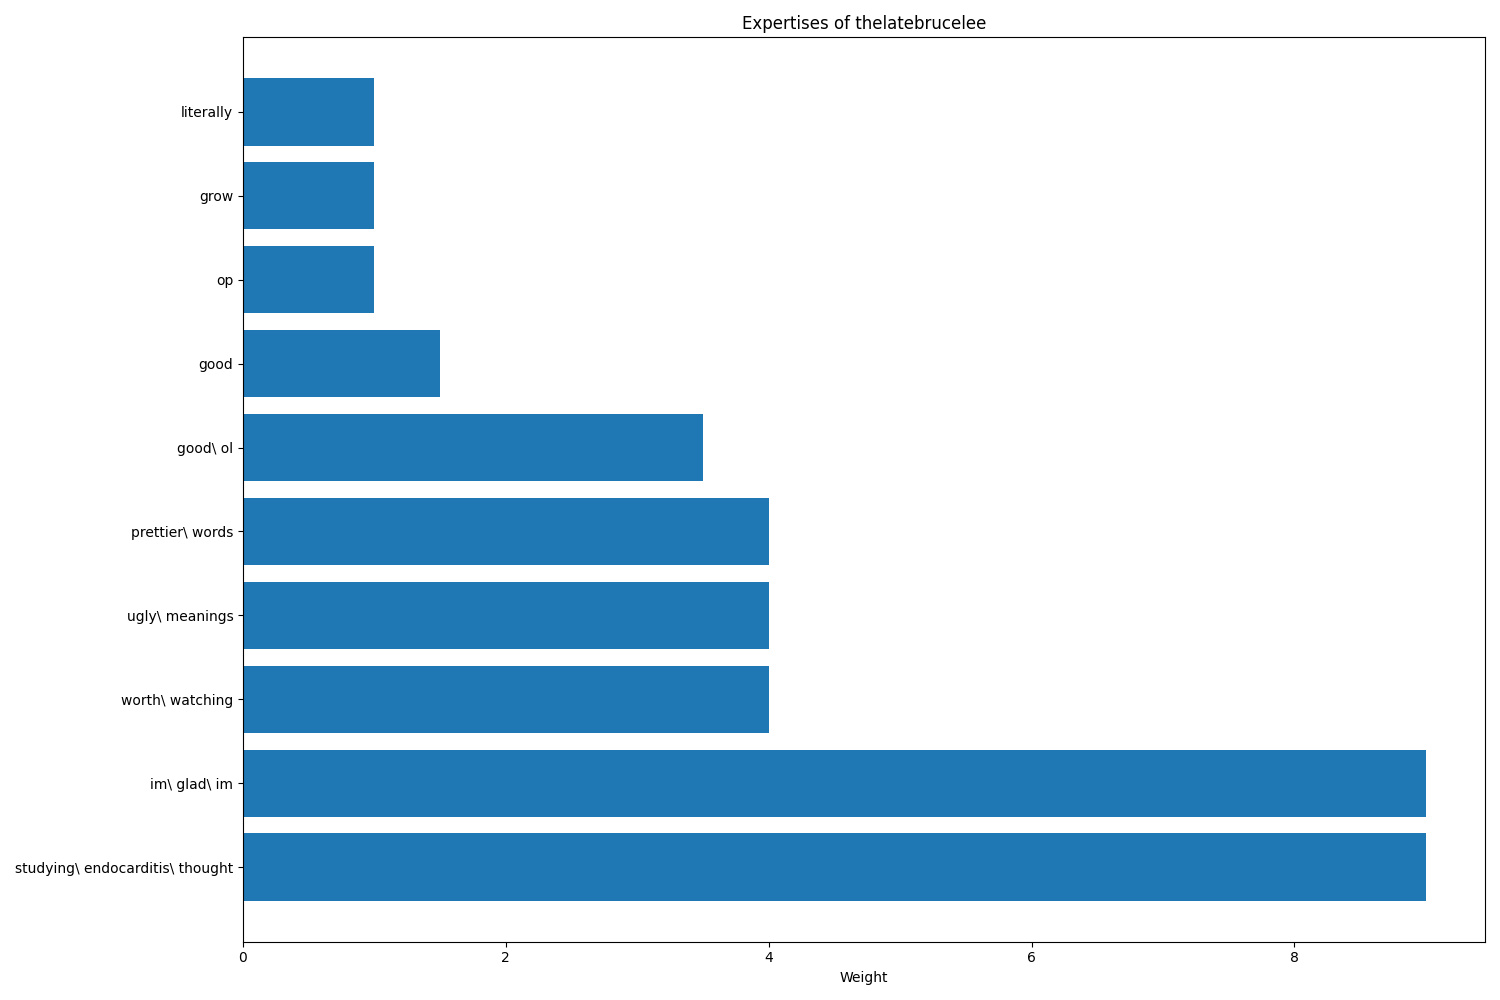 Expertises of thelatebrucelee
literally
grow
op
good
good\ ol
prettier\ words
ugly\ meanings
worth\ watching
im\ glad\ im
studying\ endocarditis\ thought
0 2 4 6 8
Weight